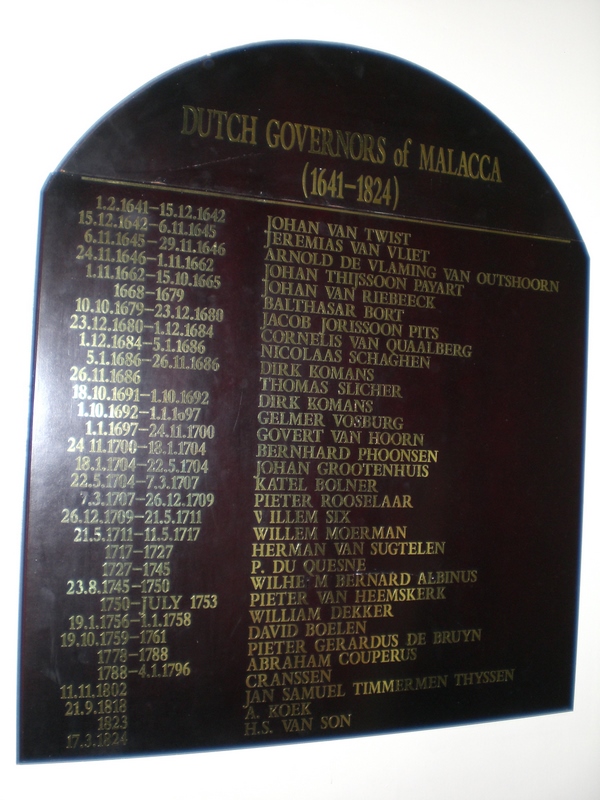 DUTCH GOVERNORS of MALACCA
(1641–1824)
1.2.1641–15.12.1642 JOHAN VAN TWIST
15.12.1642–6.11.1645 JEREMIAS VAN VLIET
6.11.1645–29.11.1646 ARNOLD DE VLAMING VAN OUTSHOORN
24.11.1646–1.11.1662 JOHAN THIJSSOON PAYART
1.11.1662–15.10.1665 JOHAN VAN RIEBEECK
1668–1679 BALTHASAR BORT
10.10.1679–23.12.1680 JACOB JORISSOON PITS
23.12.1680–1.12.1684 CORNELIS VAN QUAALBERG
1.12.1684–5.1.1686 NICOLAAS SCHAGHEN
5.1.1686–26.11.1686 DIRK KOMANS
26.11.1686 THOMAS SLICHER
18.10.1691–1.10.1692 DIRK KOMANS
1.10.1692–1.1.1697 GELMER VOSBURG
1.1.1697–24.11.1700 GOVERT VAN HOORN
24 11.1700–18.1.1704 BERNHARD PHOONSEN
18.1.1704–22.5.1704 JOHAN GROOTENHUIS
22.5.1704–7.3.1707 KATEL BOLNER
7.3.1707–26.12.1709 PIETER ROOSELAAR
26.12.1709–21.5.1711 WILLEM SIX
21.5.1711–11.5.1717 WILLEM MOERMAN
1717–1727 HERMAN VAN SUGTELEN
1727–1745 P. DU QUESNE
23.8.1745–1750 WILHE M BERNARD ALBINUS
1750–JULY 1753 PIETER VAN HEEMSKERK
19.1.1756–1.1.1758 WILLIAM DEKKER
19.10.1759–1761 DAVID BOELEN
1778–1788 PIETER GERARDUS DE BRUYN
1788–4.1.1796 ABRAHAM COUPERUS
11.11.1802 CRANSSEN
21.9.1818 JAN SAMUEL TIMMERMEN THYSSEN
1823 A. KOEK
17.3.1824 H.S. VAN SON